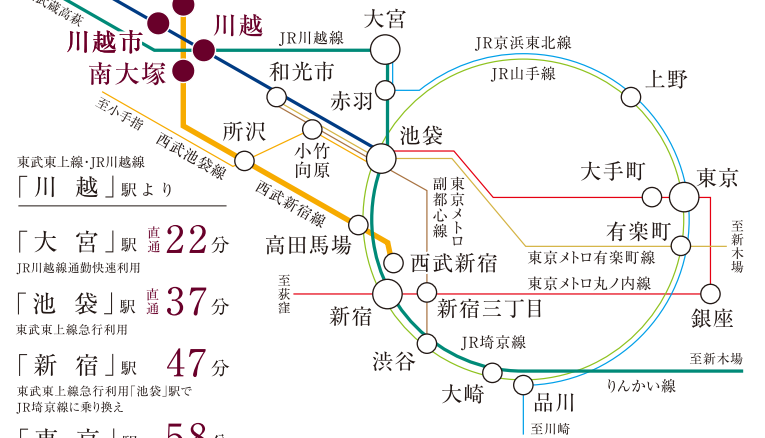 武蔵高萩
川越市
川越
南大塚
JR川越線
大宮
JR京浜東北線
JR山手線
上野
和光市
赤羽
至小手指
西武池袋線
所沢
小竹
向原
池袋
東武東上線・JR川越線
「川 越」駅より
西武新宿線
東京メトロ
副都心線
大手町
東京
「大 宮」駅 直通22分
JR川越線通勤快速利用
高田馬場
西武新宿
有楽町
至新木場
東京メトロ有楽町線
東京メトロ丸ノ内線
至荻窪
「池 袋」駅 直通37分
東武東上線急行利用
新宿
新宿三丁目
銀座
「新 宿」駅 47分
東武東上線急行利用「池袋」駅で
JR埼京線に乗り換え
渋谷
JR埼京線
至新木場
大崎
りんかい線
品川
至川崎
「東 京」駅 58分